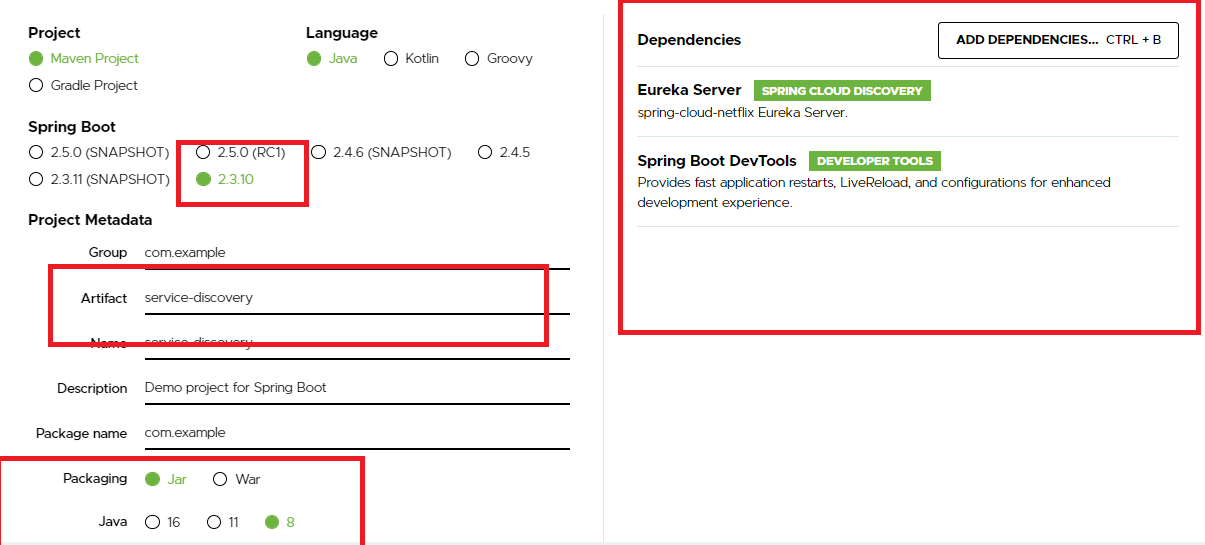 Project
Maven Project
Gradle Project
Language
Java Kotlin Groovy
Spring Boot
2.5.0 (SNAPSHOT) 2.5.0 (RC1) 2.4.6 (SNAPSHOT) 2.4.5
2.3.11 (SNAPSHOT) 2.3.10
Project Metadata
Group com.example
Artifact service-discovery
Name service-discovery
Description Demo project for Spring Boot
Package name com.example
Packaging Jar War
Java 16 11 8
Dependencies
ADD DEPENDENCIES... CTRL + B
Eureka Server SPRING CLOUD DISCOVERY
spring-cloud-netflix Eureka Server.
Spring Boot DevTools DEVELOPER TOOLS
Provides fast application restarts, LiveReload, and configurations for enhanced
development experience.